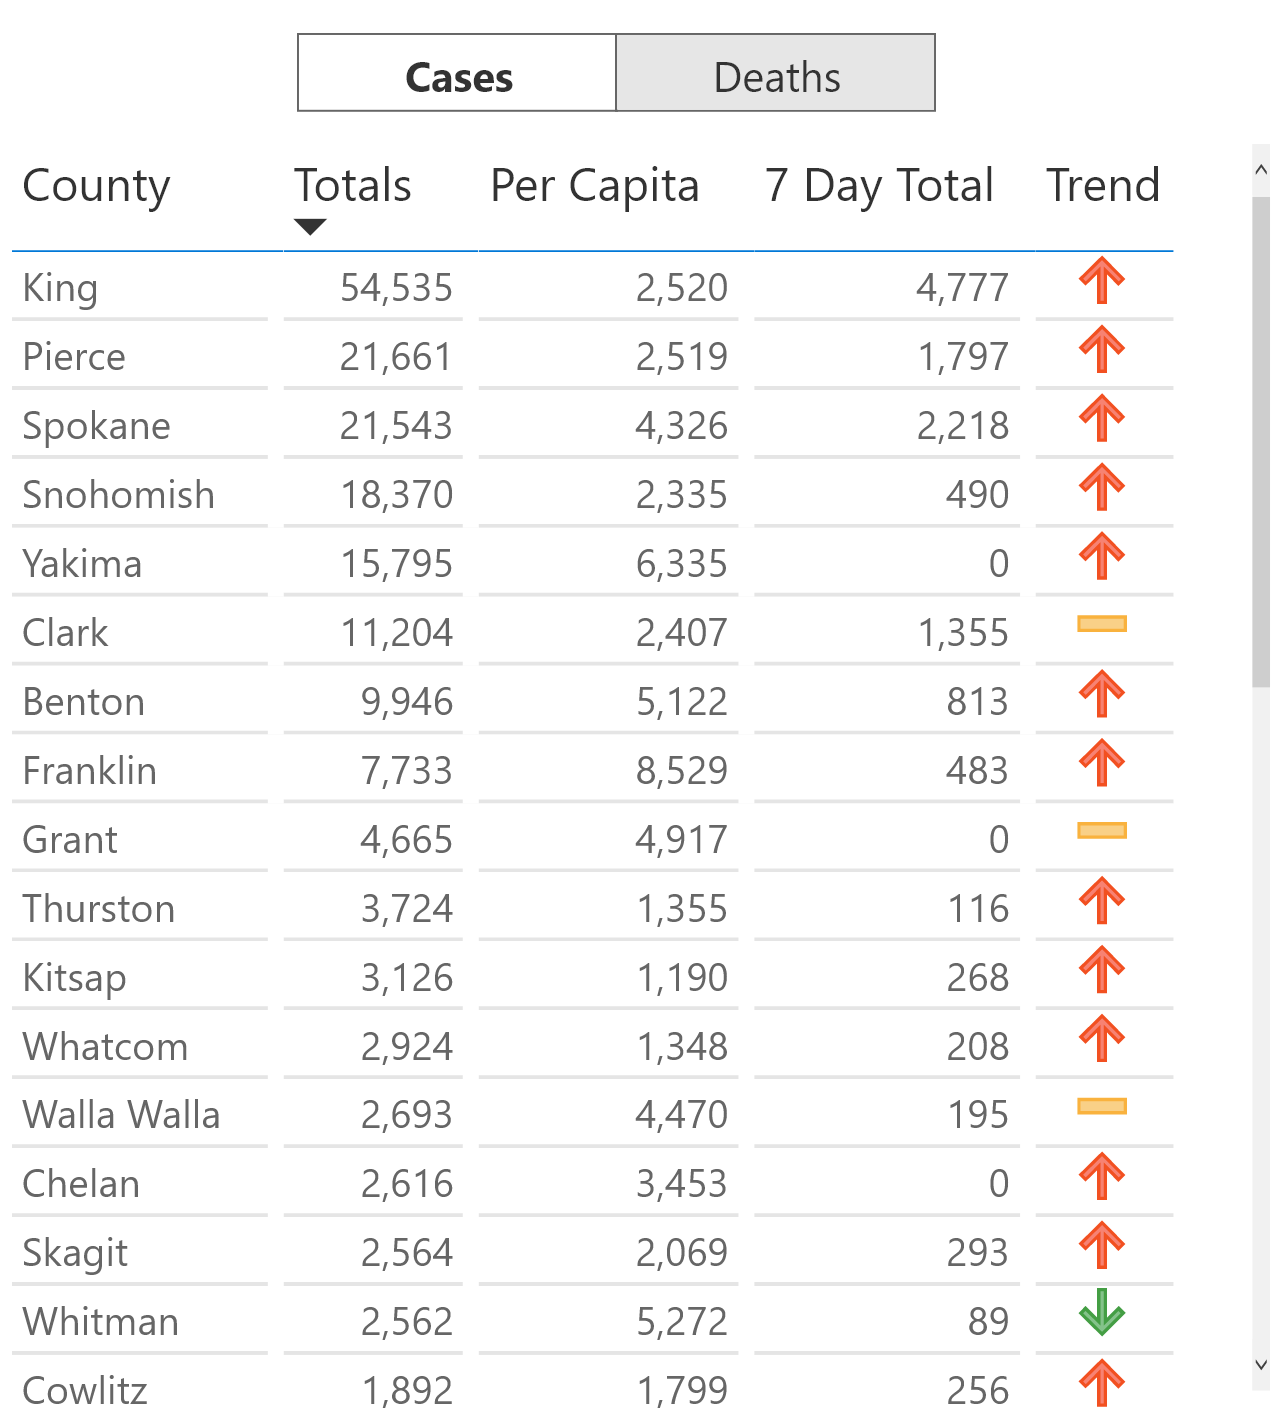 Cases Deaths
County Totals Per Capita 7 Day Total Trend
King 54,535 2,520 4,777
Pierce 21,661 2,519 1,797
Spokane 21,543 4,326 2,218
Snohomish 18,370 2,335 490
Yakima 15,795 6,335 0
Clark 11,204 2,407 1,355
Benton 9,946 5,122 813
Franklin 7,733 8,529 483
Grant 4,665 4,917 0
Thurston 3,724 1,355 116
Kitsap 3,126 1,190 268
Whatcom 2,924 1,348 208
Walla Walla 2,693 4,470 195
Chelan 2,616 3,453 0
Skagit 2,564 2,069 293
Whitman 2,562 5,272 89
Cowlitz 1,892 1,799 256